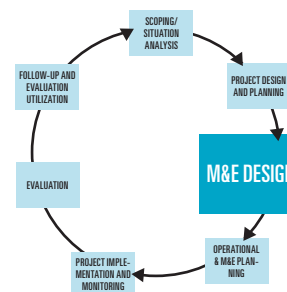 SCOPING/
SITUATION
ANALYSIS
PROJECT DESIGN
AND PLANNING
M&E DESIGN
OPERATIONAL
& M&E PLAN-
NING
PROJECT IMPLE-
MENTATION AND
MONITORING
EVALUATION
FOLLOW-UP AND
EVALUATION
UTILIZATION